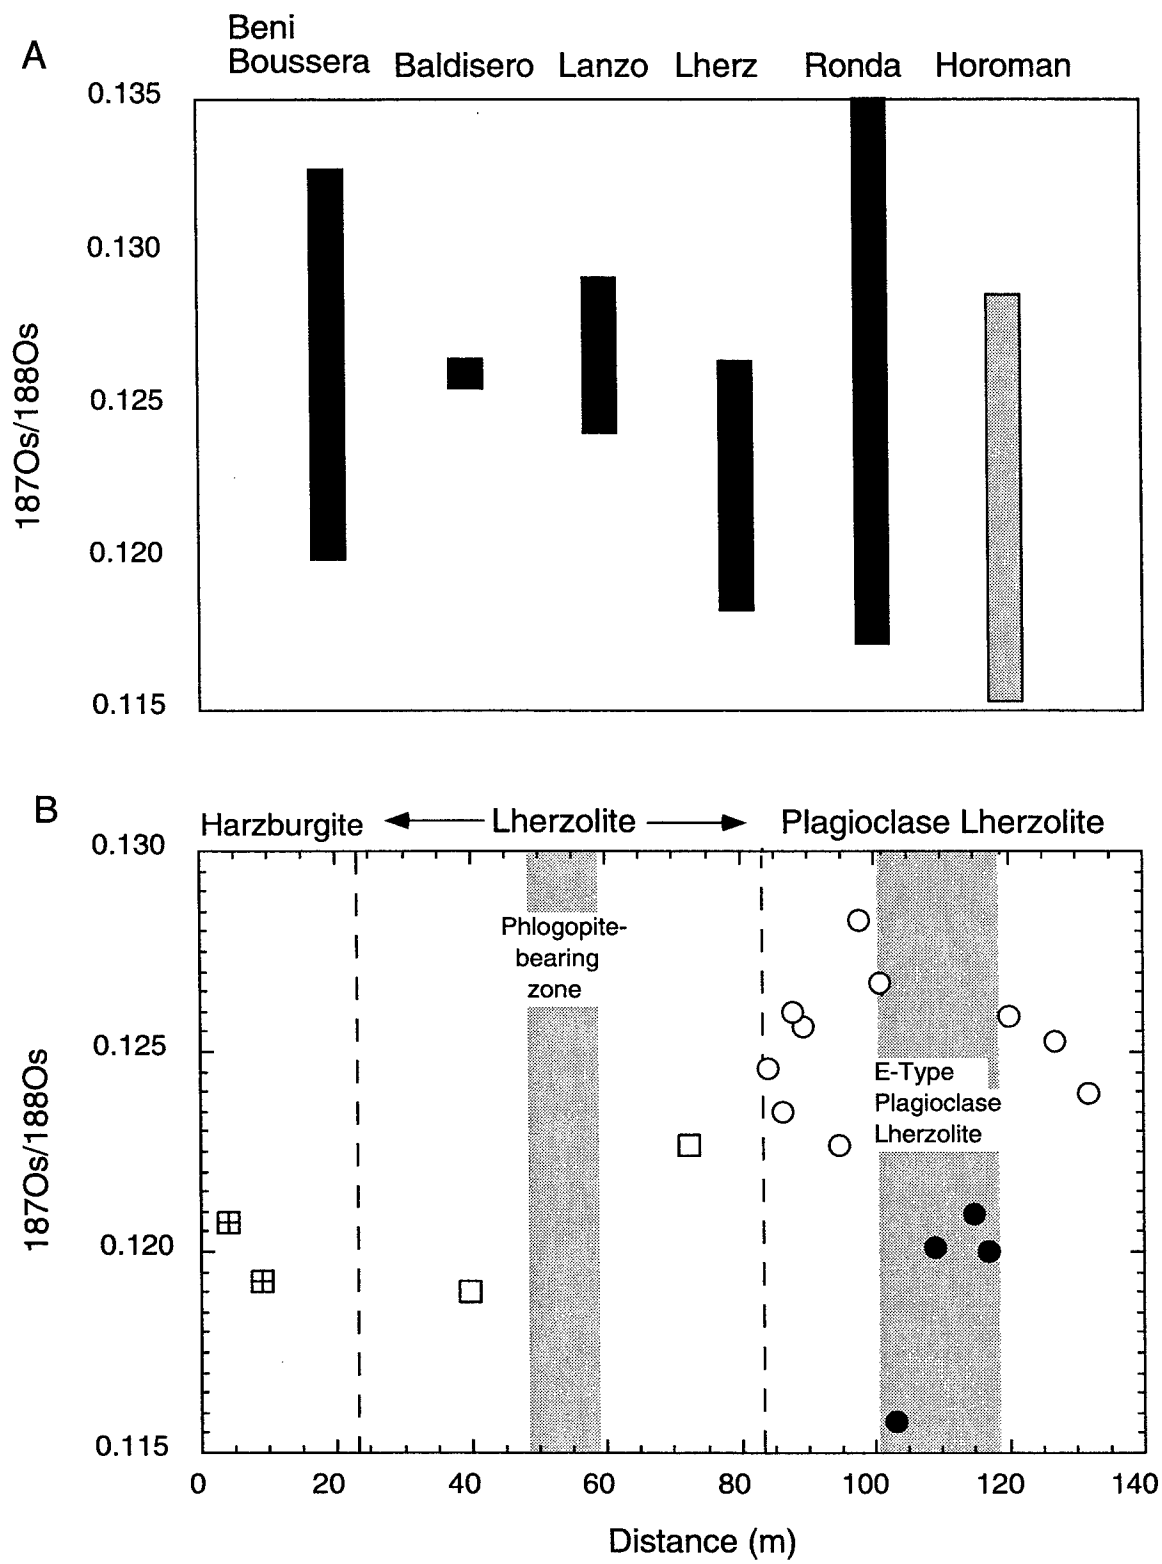 A
Beni
Boussera Baldisero Lanzo Lherz Ronda Horoman
0.135
0.130
0.125
0.120
0.115
187Os/188Os
B
Harzburgite Lherzolite Plagioclase Lherzolite
0.130
0.125
0.120
0.115
187Os/188Os
Phlogopite-
bearing
zone
E-Type
Plagioclase
Lherzolite
0 20 40 60 80 100 120 140
Distance (m)